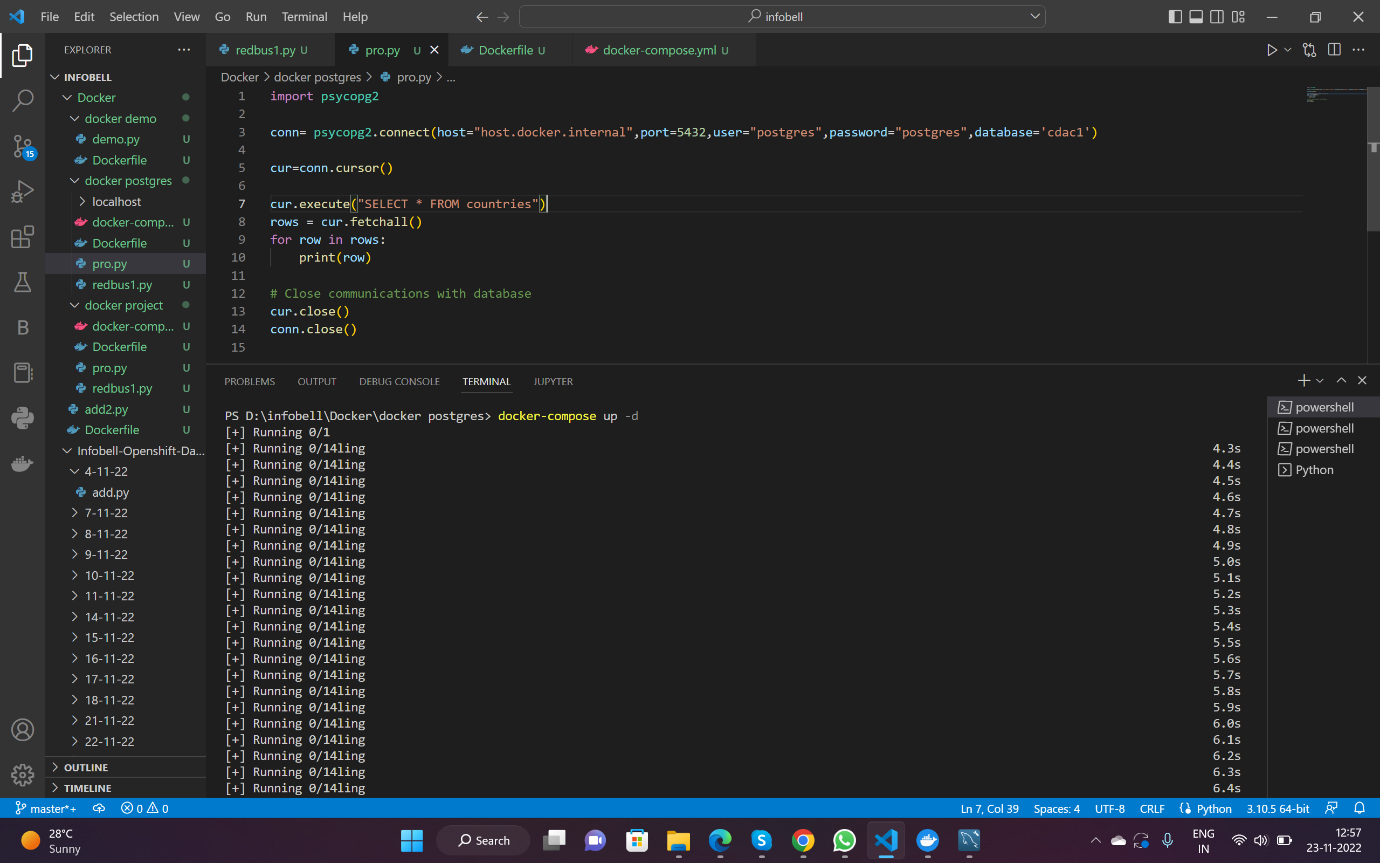 File Edit Selection View Go Run Terminal Help
infobell
EXPLORER
redbus1.py U
pro.py U
Dockerfile U
docker-compose.yml U
INFOBELL
Docker
docker demo
demo.py U
Dockerfile U
docker postgres
localhost
docker-comp... U
Dockerfile U
pro.py U
redbus1.py U
docker project
docker-comp... U
Dockerfile U
pro.py U
redbus1.py U
add2.py U
Dockerfile U
Infobell-Openshift-Da...
4-11-22
add.py
7-11-22
8-11-22
9-11-22
10-11-22
11-11-22
14-11-22
15-11-22
16-11-22
17-11-22
18-11-22
21-11-22
22-11-22
OUTLINE
TIMELINE
15
B
Docker > docker postgres > pro.py > ...
1 import psycopg2
2
3 conn= psycopg2.connect(host="host.docker.internal",port=5432,user="postgres",password="postgres",database='cdac1')
4
5 cur=conn.cursor()
6
7 cur.execute("SELECT * FROM countries")
8 rows = cur.fetchall()
9 for row in rows:
10 print(row)
11
12 # Close communications with database
13 cur.close()
14 conn.close()
15
PROBLEMS OUTPUT DEBUG CONSOLE TERMINAL JUPYTER
PS D:\infobell\Docker\docker postgres> docker-compose up -d
[+] Running 0/1
[+] Running 0/14ling 4.3s
[+] Running 0/14ling 4.4s
[+] Running 0/14ling 4.5s
[+] Running 0/14ling 4.6s
[+] Running 0/14ling 4.7s
[+] Running 0/14ling 4.8s
[+] Running 0/14ling 4.9s
[+] Running 0/14ling 5.0s
[+] Running 0/14ling 5.1s
[+] Running 0/14ling 5.2s
[+] Running 0/14ling 5.3s
[+] Running 0/14ling 5.4s
[+] Running 0/14ling 5.5s
[+] Running 0/14ling 5.6s
[+] Running 0/14ling 5.7s
[+] Running 0/14ling 5.8s
[+] Running 0/14ling 5.9s
[+] Running 0/14ling 6.0s
[+] Running 0/14ling 6.1s
[+] Running 0/14ling 6.2s
[+] Running 0/14ling 6.3s
[+] Running 0/14ling 6.4s
powershell
powershell
powershell
Python
master*+ 0 0 Ln 7, Col 39 Spaces: 4 UTF-8 CRLF Python 3.10.5 64-bit
28°C
Sunny
Search
ENG
IN
12:57
23-11-2022